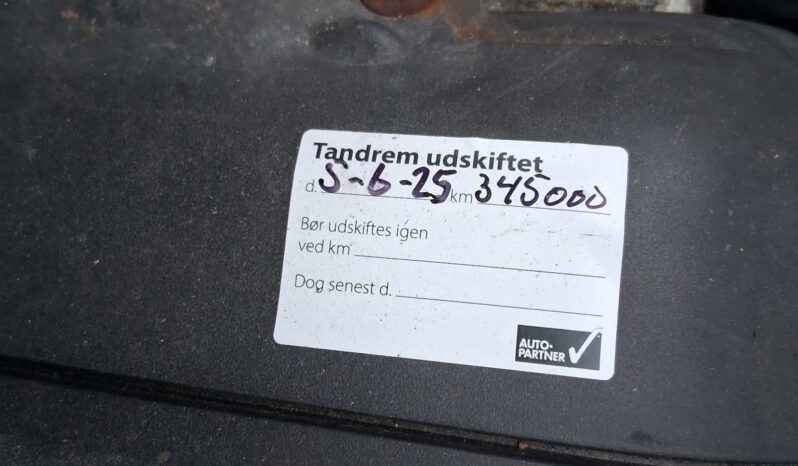 Tandrem udskiftet
d. 5-6-25 km 345000
Bør udskiftes igen
ved km
Dog senest d.
AUTO-
PARTNER